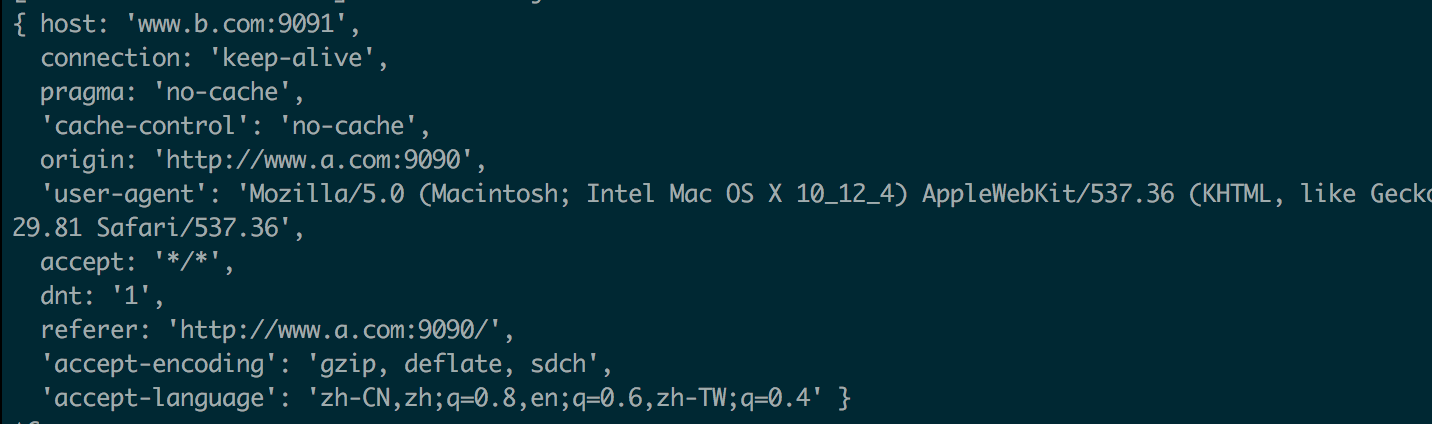 { host: 'www.b.com:9091',
connection: 'keep-alive',
pragma: 'no-cache',
'cache-control': 'no-cache',
origin: 'http://www.a.com:9090',
'user-agent': 'Mozilla/5.0 (Macintosh; Intel Mac OS X 10_12_4) AppleWebKit/537.36 (KHTML, like Gecko
29.81 Safari/537.36',
accept: '*/*',
dnt: '1',
referer: 'http://www.a.com:9090/',
'accept-encoding': 'gzip, deflate, sdch',
'accept-language': 'zh-CN,zh;q=0.8,en;q=0.6,zh-TW;q=0.4' }